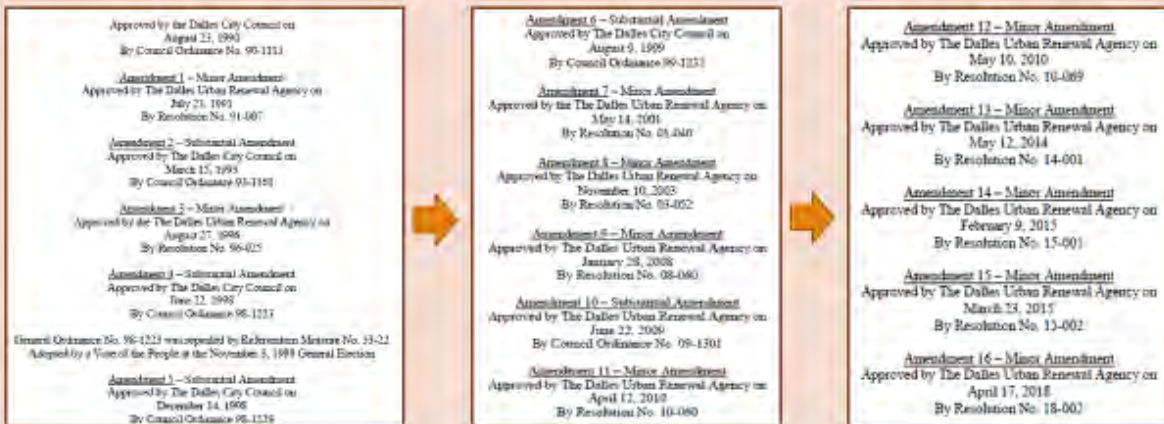 Approved by the Dalles City Council on
August 23, 1990
By Council Ordinance No. 90-1113
Amendment 1 – Minor Amendment
Approved by The Dalles Urban Renewal Agency on
July 23, 1991
By Resolution No. 91-007
Amendment 2 – Substantial Amendment
Approved by The Dalles City Council on
March 15, 1993
By Council Ordinance
Amendment 3 – Minor Amendment
Approved by the The Dalles Urban Renewal Agency on
August 27, 1996
By Resolution No. 96-025
Amendment 4 – Substantial Amendment
Approved by The Dalles City Council on
June 22, 1998
By Council Ordinance 98-1223
General Ordinance No. 98-1223 was repealed by Referendum Measure No. 33-22
Adopted by a Vote of the People at the November 3, 1998 General Election
Amendment 5 – Substantial Amendment
Approved by The Dalles City Council on
December 14, 1998
By Council Ordinance 98-1229
Amendment 6 – Substantial Amendment
Approved by The Dalles City Council on
August 9, 1999
By Council Ordinance
Amendment 7 – Minor Amendment
Approved by the The Dalles Urban Renewal Agency on
May 14, 2001
By Resolution No. 01-040
Amendment 8 – Minor Amendment
Approved by The Dalles Urban Renewal Agency on
November 10, 2003
By Resolution No. 03-052
Amendment 9 – Minor Amendment
Approved by The Dalles Urban Renewal Agency on
January 28, 2008
By Resolution No.
Amendment 10 – Substantial Amendment
Approved by The Dalles Urban Renewal Agency on
June 22, 2009
By Council Ordinance No. 09-1301
Amendment 11 – Minor Amendment
Approved by The Dalles Urban Renewal Agency on
April 12, 2010
By Resolution No. 10-060
Amendment 12 – Minor Amendment
Approved by The Dalles Urban Renewal Agency on
May 10, 2010
By Resolution No. 10-069
Amendment 13 – Minor Amendment
Approved by The Dalles Urban Renewal Agency on
May 12, 2014
By Resolution No. 14-001
Amendment 14 – Minor Amendment
Approved by The Dalles Urban Renewal Agency on
February 9, 2015
By Resolution No. 15-001
Amendment 15 – Minor Amendment
Approved by The Dalles Urban Renewal Agency on
March 23, 2015
By Resolution No. 15-002
Amendment 16 – Minor Amendment
Approved by The Dalles Urban Renewal Agency on
April 17, 2018
By Resolution No. 18-002